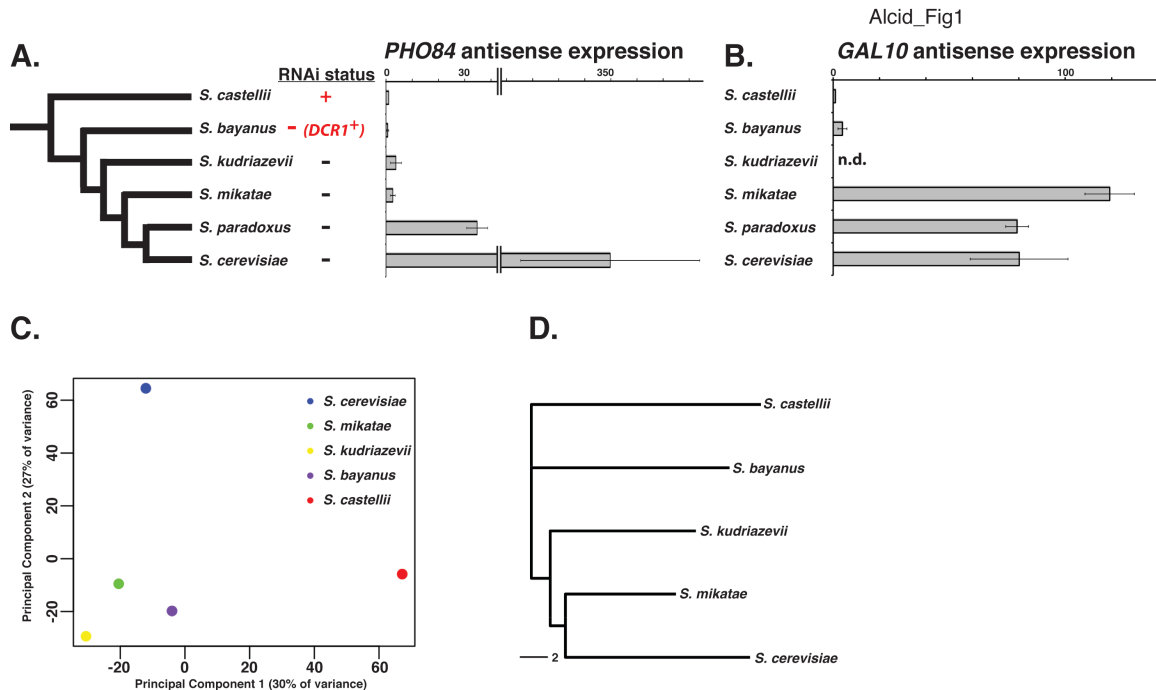 Alcid_Fig1
A.
PHO84 antisense expression
RNAi status
0 30 350
S. castellii +
S. bayanus - (DCR1+)
S. kudriazevii -
S. mikatae -
S. paradoxus -
S. cerevisiae -
B.
GAL10 antisense expression
0 100
S. castellii
S. bayanus
S. kudriazevii n.d.
S. mikatae
S. paradoxus
S. cerevisiae
C.
Principal Component 2 (27% of variance)
60
40
20
0
-20
S. cerevisiae
S. mikatae
S. kudriazevii
S. bayanus
S. castellii
-20 0 20 40 60
Principal Component 1 (30% of variance)
D.
S. castellii
S. bayanus
S. kudriazevii
S. mikatae
S. cerevisiae
2